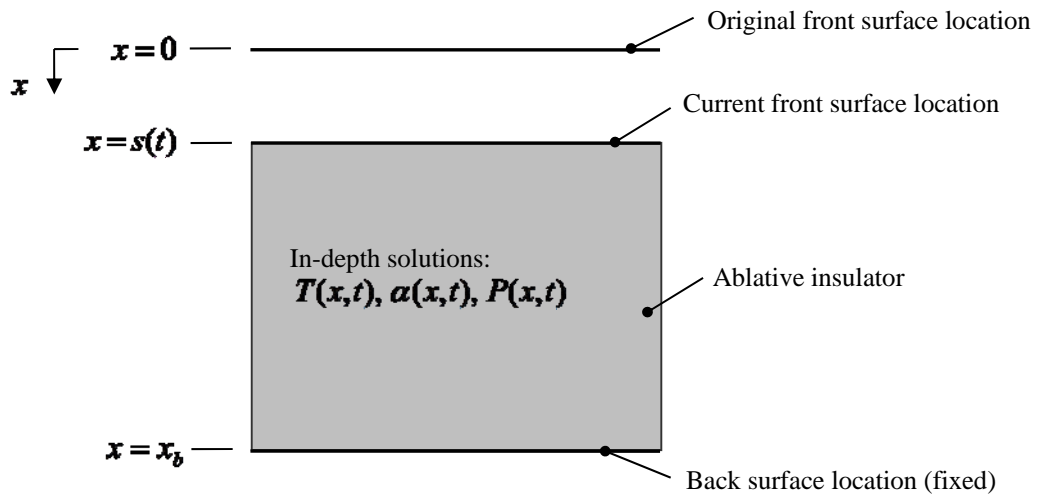 Original front surface location
x = 0
x
Current front surface location
x = s(t)
In-depth solutions:
T(x,t), α(x,t), P(x,t)
Ablative insulator
x = x_b
Back surface location (fixed)